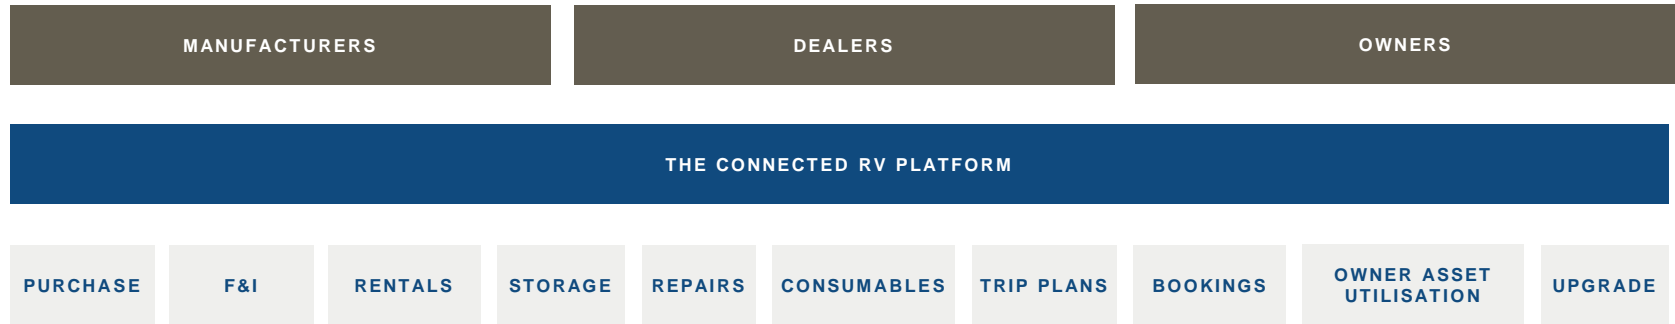 MANUFACTURERS
DEALERS
OWNERS
THE CONNECTED RV PLATFORM
PURCHASE
F&I
RENTALS
STORAGE
REPAIRS
CONSUMABLES
TRIP PLANS
BOOKINGS
OWNER ASSET
UTILISATION
UPGRADE